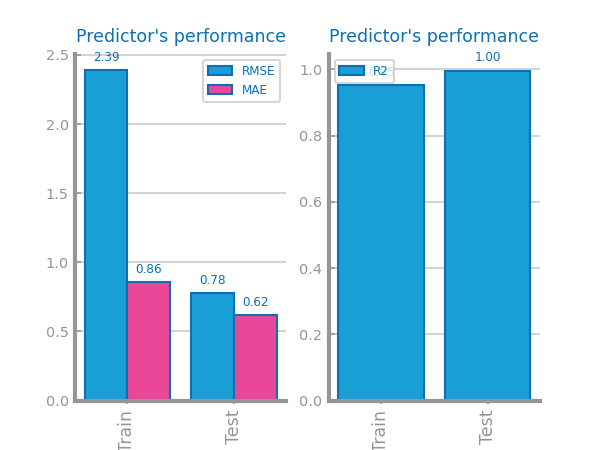 Predictor's performance
2.5
2.0
1.5
1.0
0.5
0.0
2.39
0.86
0.78
0.62
RMSE
MAE
Train
Test
Predictor's performance
1.0
0.8
0.6
0.4
0.2
0.0
R2
1.00
Train
Test